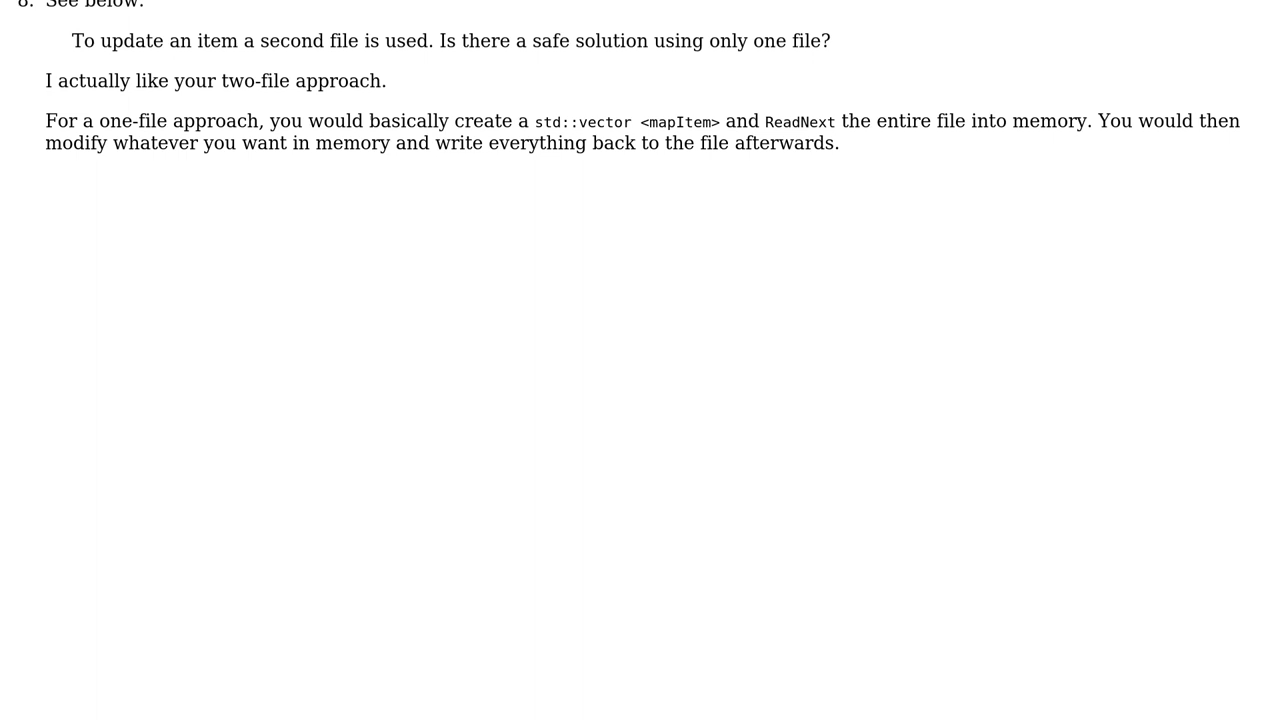 8. See below.
To update an item a second file is used. Is there a safe solution using only one file?
I actually like your two-file approach.
For a one-file approach, you would basically create a std::vector <mapItem> and ReadNext the entire file into memory. You would then
modify whatever you want in memory and write everything back to the file afterwards.